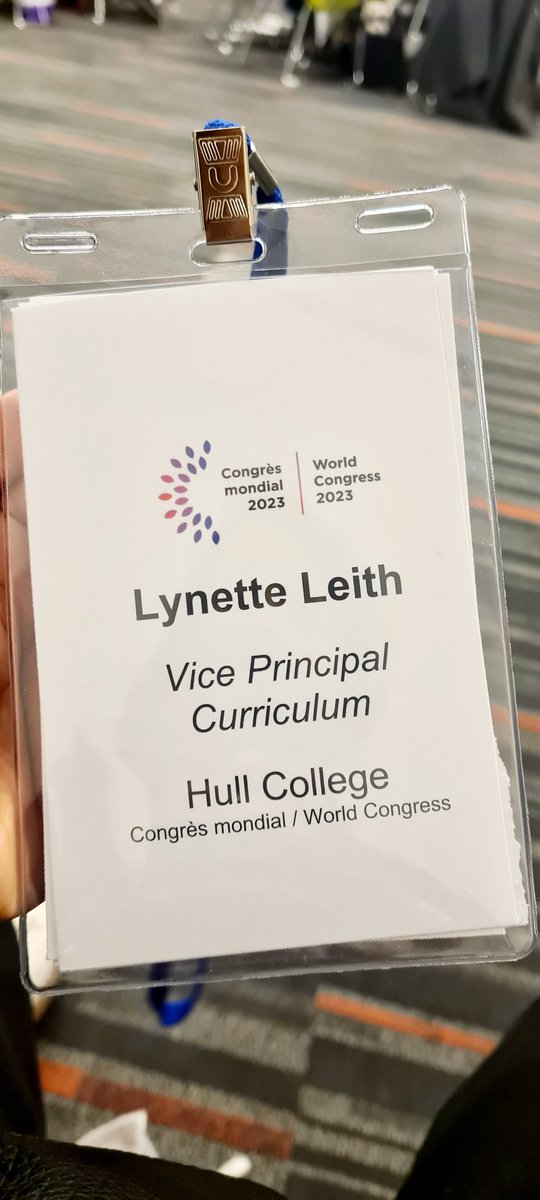 Congrès
mondial
2023
World
Congress
2023
Lynette Leith
Vice Principal
Curriculum
Hull College
Congrès mondial / World Congress